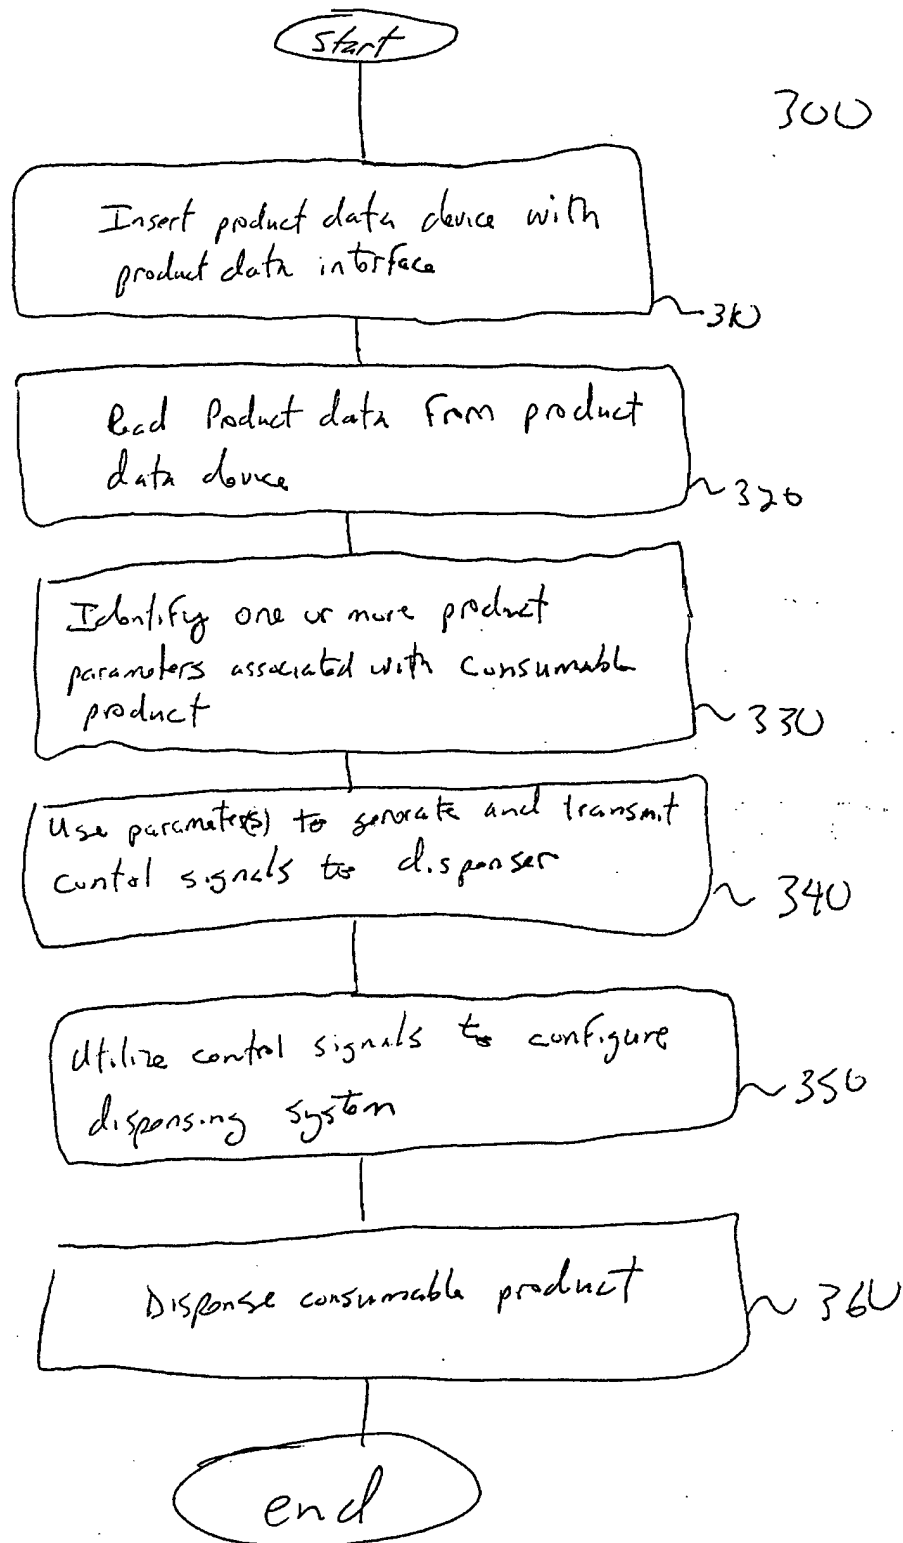 Start
300
Insert product data device with
product data interface
310
Read Product data from product
data device
320
Identify one or more product
parameters associated with consumable
product
330
Use parameter(s) to generate and transmit
control signals to dispenser
340
Utilize control signals to configure
dispensing system
350
Dispense consumable product
360
end